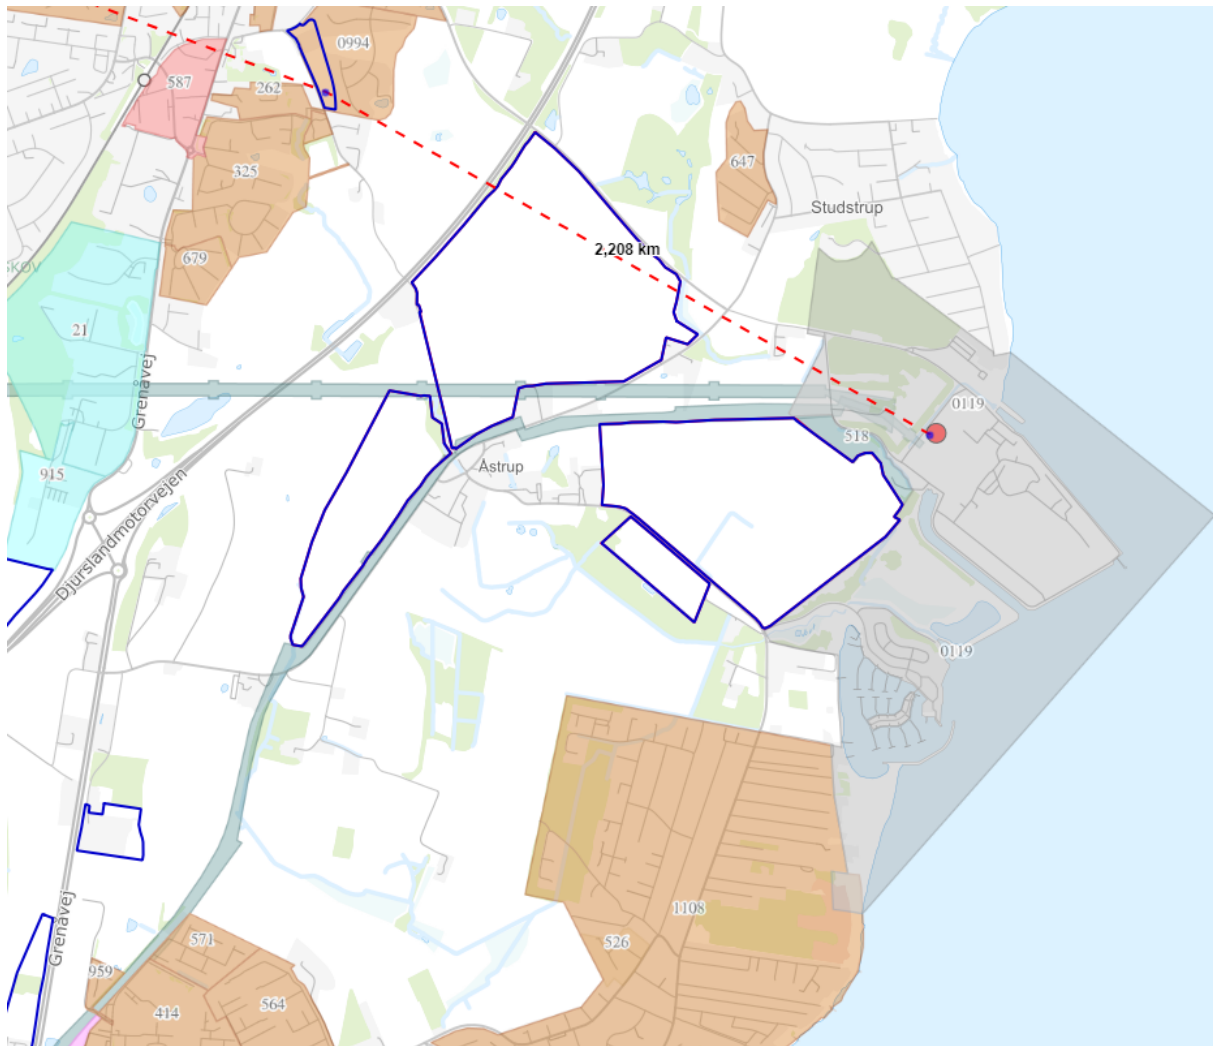 0994
587
262
325
647
Studstrup
2,208 km
679
SKOV
21
Grenåvej
0119
518
915
Åstrup
Djurslandmotorvejen
0119
1108
Grenåvej
571
526
959
564
414